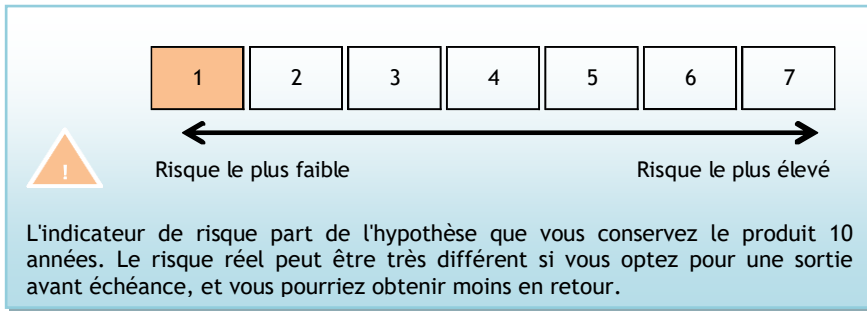 1 2 3 4 5 6 7
!
Risque le plus faible Risque le plus élevé
L'indicateur de risque part de l'hypothèse que vous conservez le produit 10
années. Le risque réel peut être très différent si vous optez pour une sortie
avant échéance, et vous pourriez obtenir moins en retour.